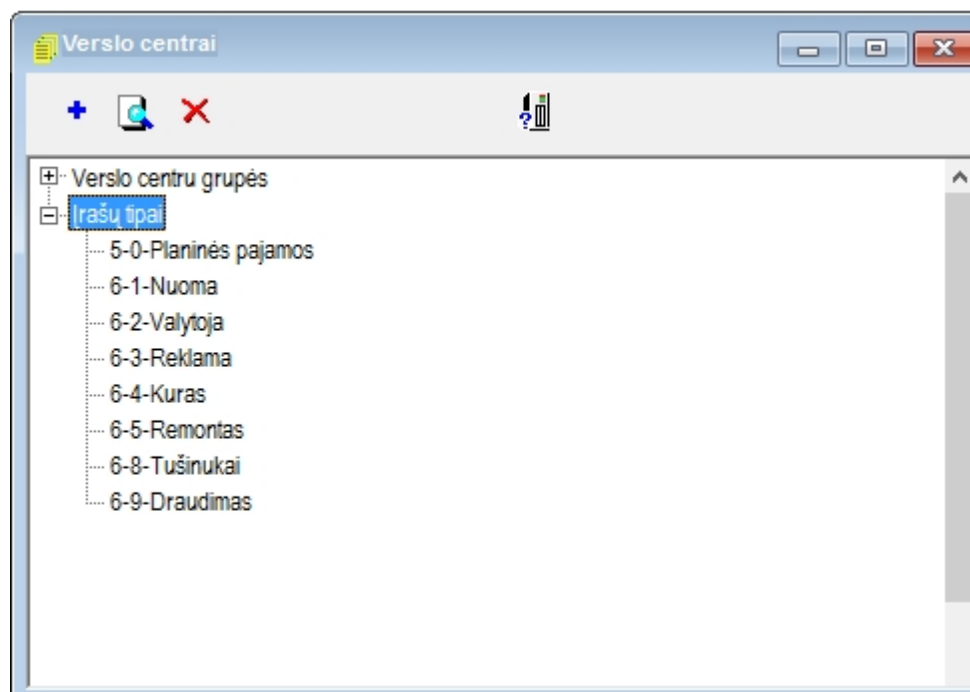 Verslo centrai
Verslo centru grupės
Įrašų tipai
5-0-Planinės pajamos
6-1-Nuoma
6-2-Valytoja
6-3-Reklama
6-4-Kuras
6-5-Remontas
6-8-Tušinukai
6-9-Draudimas